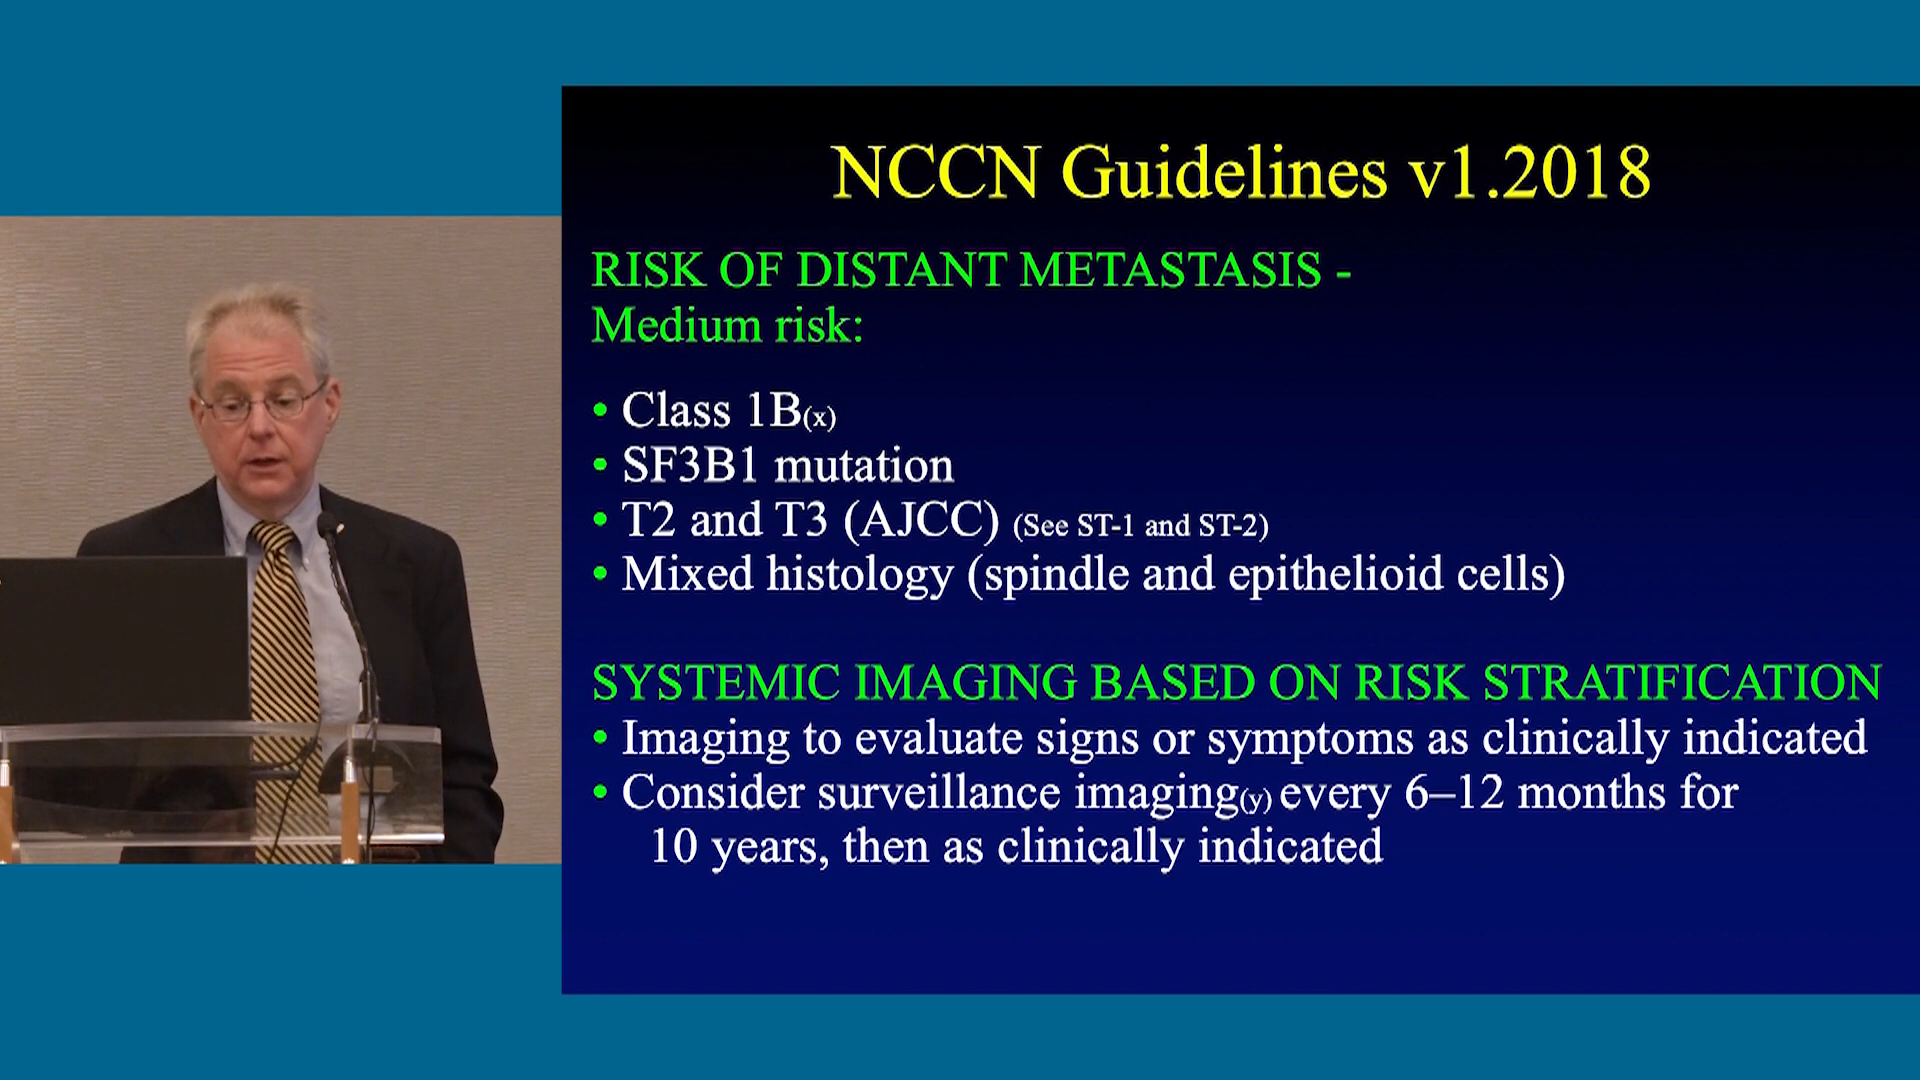 NCCN Guidelines v1.2018
RISK OF DISTANT METASTASIS -
Medium risk:
• Class 1B(x)
• SF3B1 mutation
• T2 and T3 (AJCC) (See ST-1 and ST-2)
• Mixed histology (spindle and epithelioid cells)
SYSTEMIC IMAGING BASED ON RISK STRATIFICATION
• Imaging to evaluate signs or symptoms as clinically indicated
• Consider surveillance imaging(y) every 6–12 months for
10 years, then as clinically indicated